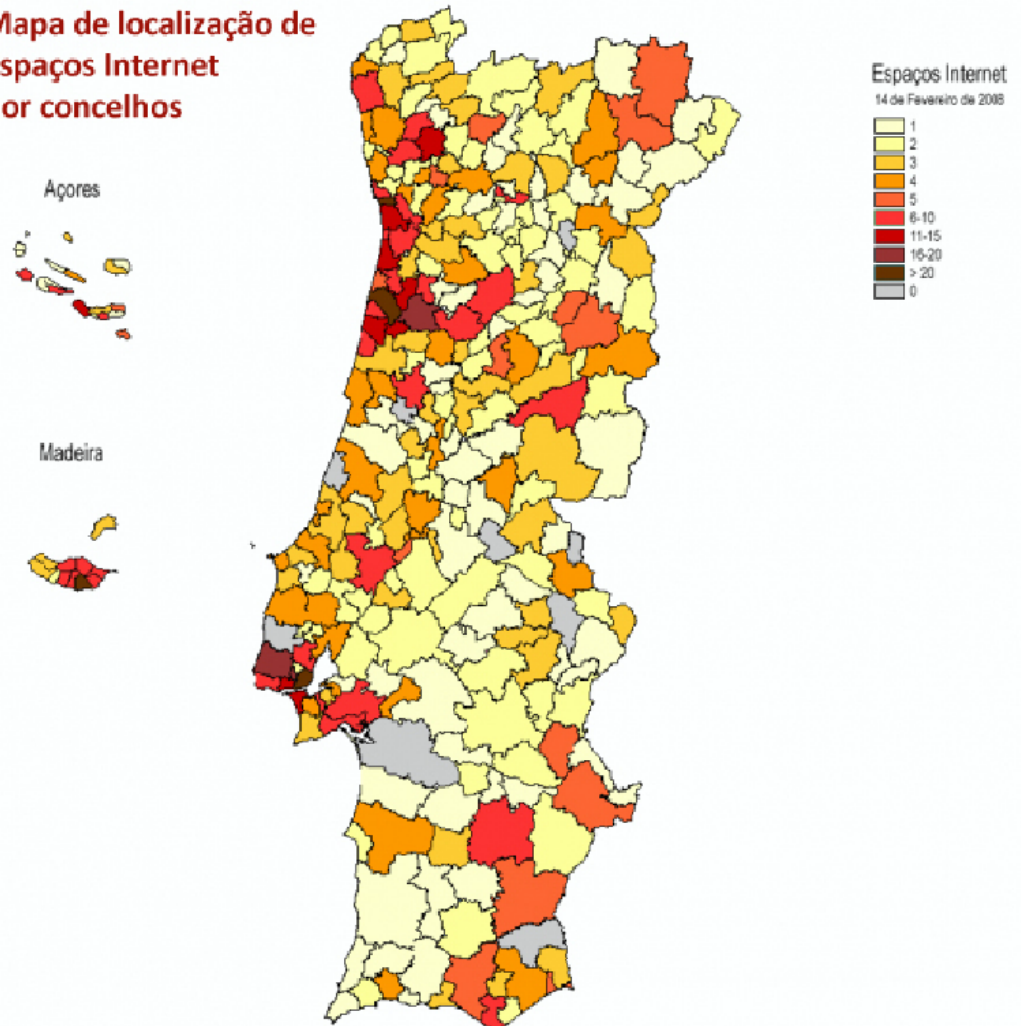 Mapa de localização de
spaços Internet
or concelhos
Açores
Madeira
Espaços Internet
14 de Fevereiro de 2008
1
2
3
4
5
6-10
11-15
16-20
> 20
0